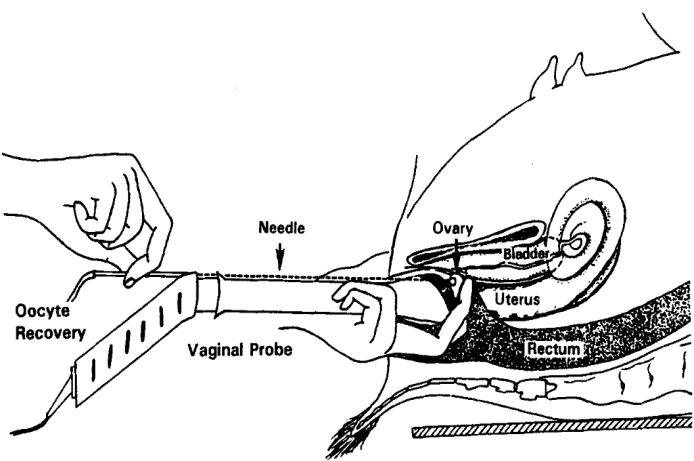 Needle
Ovary
Bladder
Uterus
Oocyte
Recovery
Vaginal Probe
Rectum